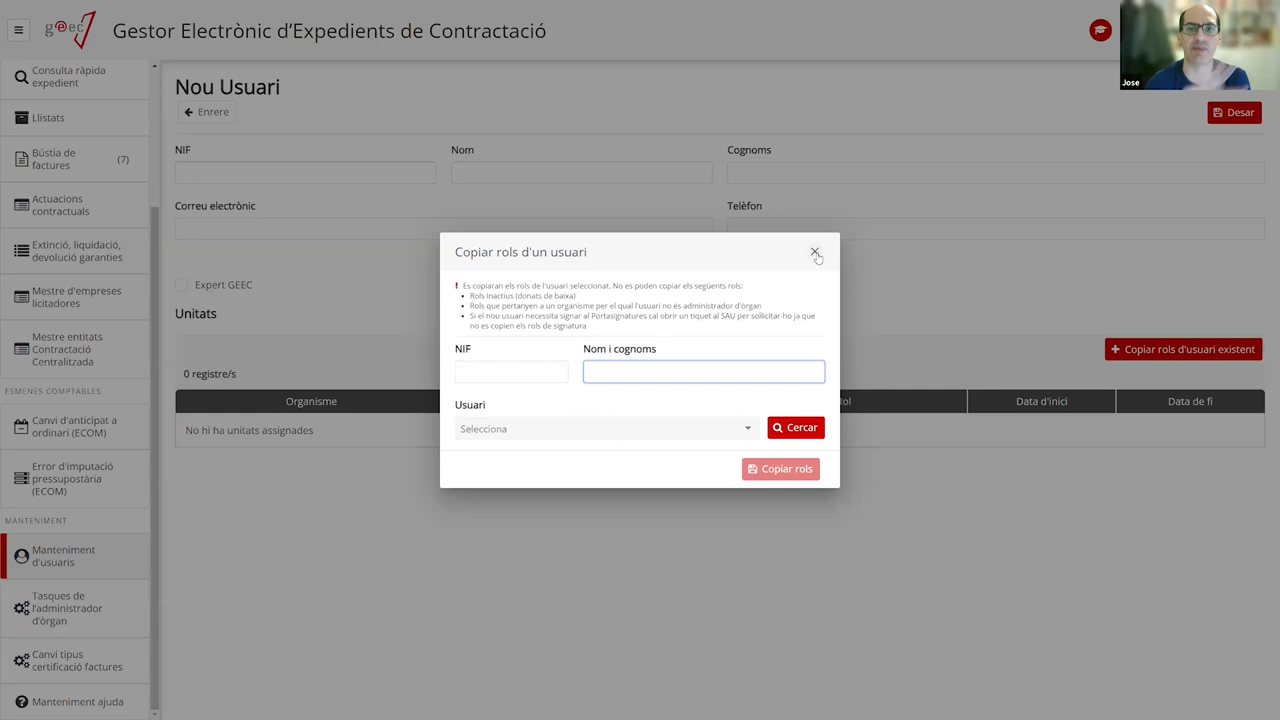 geec
Gestor Electrònic d'Expedients de Contractació
Jose
Consulta ràpida
expedient
Llistats
Bústia de
factures
(7)
Actuacions
contractuals
Extinció, liquidació,
devolució garanties
Mestre d'empreses
licitadores
Mestre entitats
Contractació
Centralitzada
ESMENES COMPTABLES
Canvi d'anticipat a
ordinari (ECOM)
Error d'imputació
pressupostària
(ECOM)
MANTENIMENT
Manteniment
d'usuaris
Tasques de
l'administrador
d'òrgan
Canvi tipus
certificació factures
Manteniment ajuda
Nou Usuari
Enrere
Desar
NIF
Nom
Cognoms
Correu electrònic
Telèfon
Expert GEEC
Unitats
Copiar rols d'usuari existent
0 registre/s
Organisme
Rol
Data d'inici
Data de fi
No hi ha unitats assignades
Copiar rols d'un usuari
! Es copiaran els rols de l'usuari seleccionat. No es poden copiar els següents rols:
• Rols inactius (donats de baixa)
• Rols que pertanyen a un organisme per el qual l'usuari no és administrador d'òrgan
• Si el nou usuari necessita signar al Portasignatures cal obrir un tiquet al SAU per sol·licitar-ho ja que
no es copien els rols de signatura
NIF
Nom i cognoms
Usuari
Selecciona
Cercar
Copiar rols